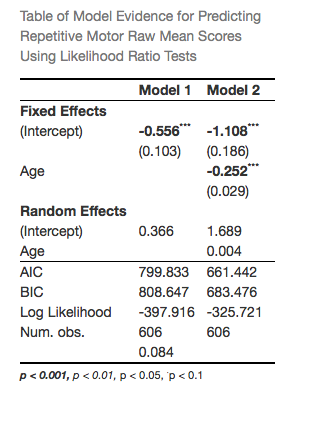 Table of Model Evidence for Predicting
Repetitive Motor Raw Mean Scores
Using Likelihood Ratio Tests
Model 1 Model 2
Fixed Effects
(Intercept) -0.556*** -1.108***
(0.103) (0.186)
Age -0.252***
(0.029)
Random Effects
(Intercept) 0.366 1.689
Age 0.004
AIC 799.833 661.442
BIC 808.647 683.476
Log Likelihood -397.916 -325.721
Num. obs. 606 606
0.084
p < 0.001, p < 0.01, p < 0.05, ·p < 0.1